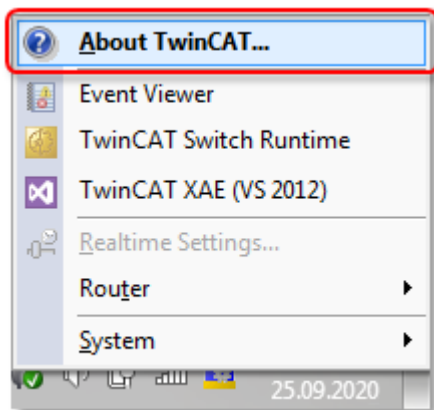 About TwinCAT...
Event Viewer
TwinCAT Switch Runtime
TwinCAT XAE (VS 2012)
Realtime Settings...
Router
System
25.09.2020